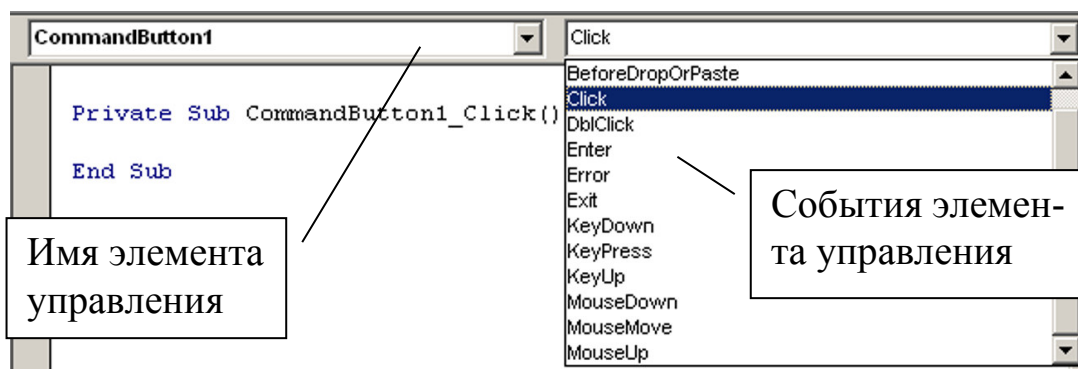 CommandButton1
Click
Private Sub CommandButton1_Click()
End Sub
BeforeDropOrPaste
Click
DblClick
Enter
Error
Exit
KeyDown
KeyPress
KeyUp
MouseDown
MouseMove
MouseUp
Имя элемента
управления
События элемен-
та управления